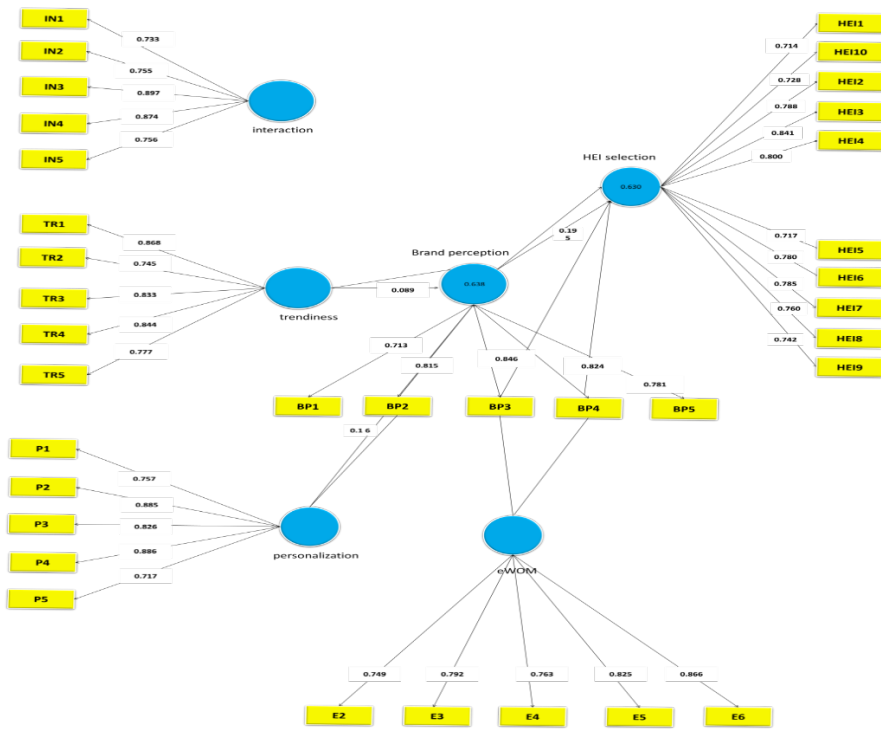 IN1
IN2
IN3
IN4
IN5
0.733
0.755
0.897
0.874
0.756
interaction
HEI1
HEI10
HEI2
HEI3
HEI4
0.714
0.728
0.788
0.841
0.800
HEI selection
0.630
HEI5
HEI6
HEI7
HEI8
HEI9
0.717
0.780
0.785
0.760
0.742
TR1
TR2
TR3
TR4
TR5
0.868
0.745
0.833
0.844
0.777
trendiness
0.089
Brand perception
0.638
0.19
5
0.713
0.815
0.846
0.824
0.781
BP1
BP2
BP3
BP4
BP5
0.1 6
P1
P2
P3
P4
P5
0.757
0.885
0.826
0.886
0.717
personalization
eWOM
0.749
0.792
0.763
0.825
0.866
E2
E3
E4
E5
E6